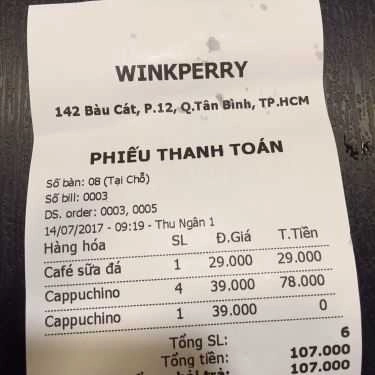 WINKPERRY
142 Bàu Cát, P.12, Q.Tân Bình, TP.HCM
PHIẾU THANH TOÁN
Số bàn: 08 (Tại Chỗ)
Số bill: 0003
DS. order: 0003, 0005
14/07/2017 - 09:19 - Thu Ngân 1
Hàng hóa SL Đ.Giá T.Tiền
Café sữa đá 1 29.000 29.000
Cappuchino 4 39.000 78.000
Cappuchino 1 39.000 0
Tổng SL: 6
Tổng tiền: 107.000
107.000